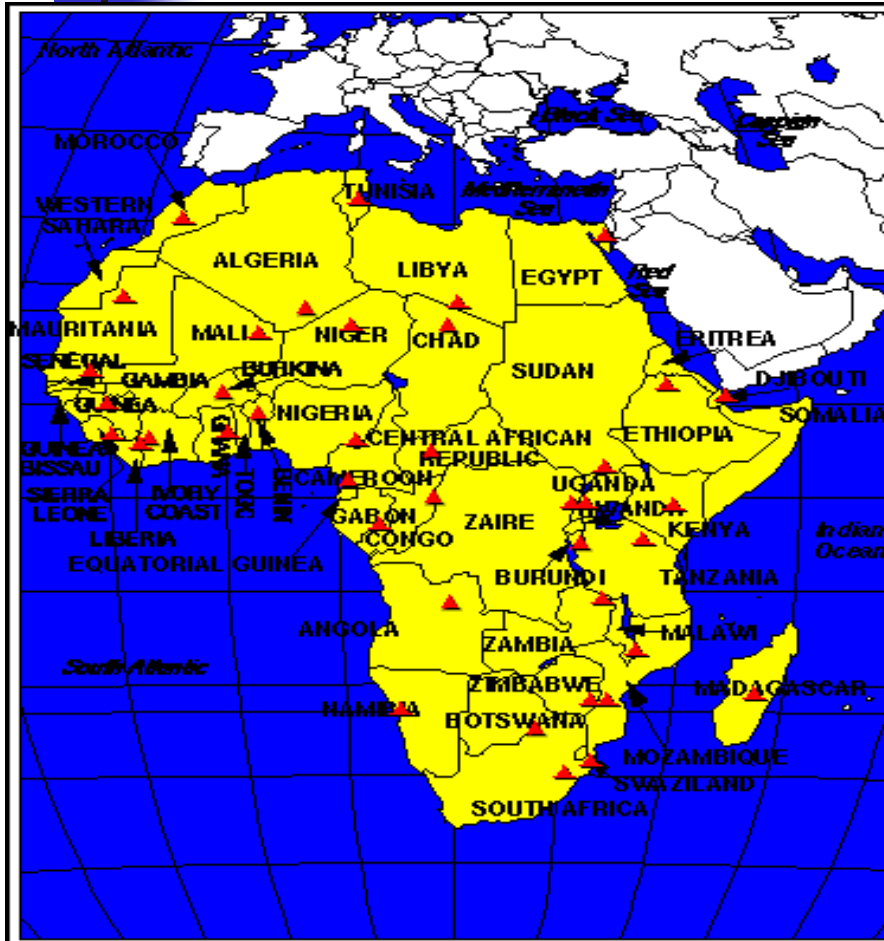 North Atlantic
Black Sea
Caspian
Sea
MOROCCO
TUNISIA
Mediterranean
Sea
WESTERN
SAHARA
ALGERIA
LIBYA
EGYPT
Red
Sea
MAURITANIA
MALI
NIGER
CHAD
ERITREA
SENEGAL
GAMBIA
BURKINA
SUDAN
DJIBOUTI
GUINEA
NIGERIA
SOMALIA
GHANA
CENTRAL AFRICAN
REPUBLIC
ETHIOPIA
GUINEA
BISSAU
SIERRA
LEONE
IVORY
COAST
TOGO
BENIN
CAMEROON
UGANDA
RWANDA
GABON
ZAIRE
KENYA
Indian
Ocean
LIBERIA
CONGO
EQUATORIAL GUINEA
BURUNDI
TANZANIA
ANGOLA
ZAMBIA
MALAWI
South Atlantic
ZIMBABWE
MADAGASCAR
NAMIBIA
BOTSWANA
MOZAMBIQUE
SWAZILAND
SOUTH AFRICA